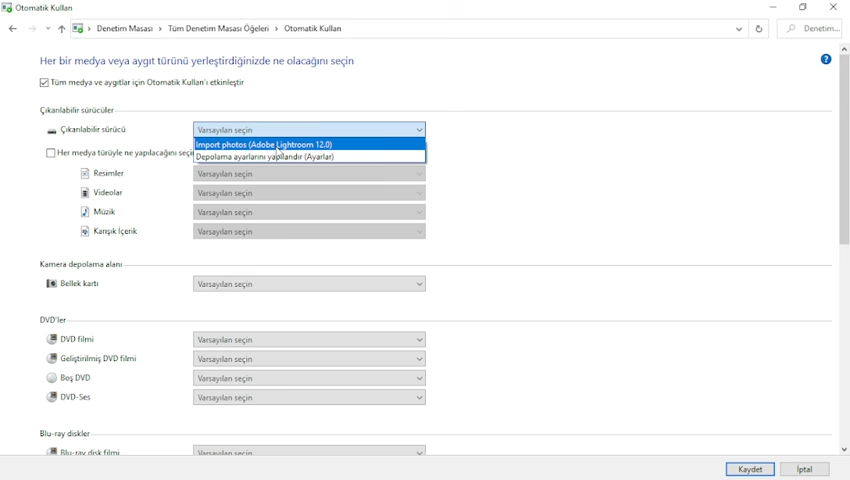 Otomatik Kullan
Denetim Masası > Tüm Denetim Masası Öğeleri > Otomatik Kullan
Denetim...
Her bir medya veya aygıt türünü yerleştirdiğinizde ne olacağını seçin
Tüm medya ve aygıtlar için Otomatik Kullan'ı etkinleştir
Çıkarılabilir sürücüler
Çıkarılabilir sürücü
Varsayılan seçin
Import photos (Adobe Lightroom 12.0)
Her medya türüyle ne yapılacağını seçi
Depolama ayarlarını yapılandır (Ayarlar)
Resimler
Varsayılan seçin
Videolar
Varsayılan seçin
Müzik
Varsayılan seçin
Karışık İçerik
Varsayılan seçin
Kamera depolama alanı
Bellek kartı
Varsayılan seçin
DVD'ler
DVD filmi
Varsayılan seçin
Geliştirilmiş DVD filmi
Varsayılan seçin
Boş DVD
Varsayılan seçin
DVD-Ses
Varsayılan seçin
Blu-ray diskler
Blu-ray disk filmi
Varsayılan seçin
Kaydet
İptal